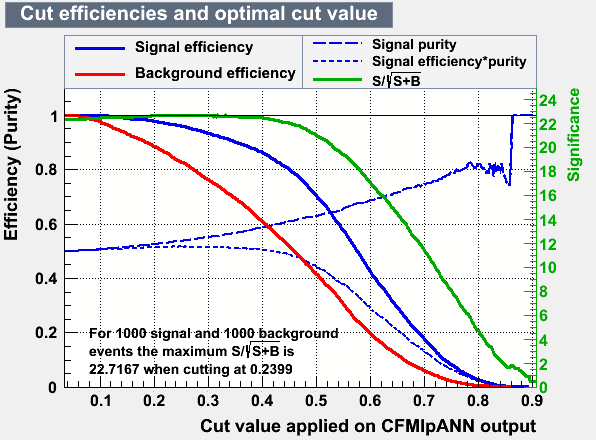 Cut efficiencies and optimal cut value
Signal efficiency
Background efficiency
Signal purity
Signal efficiency*purity
S/√S+B
Efficiency (Purity)
1
0.8
0.6
0.4
0.2
0
Significance
24
22
20
18
16
14
12
10
8
6
4
2
0
For 1000 signal and 1000 background
events the maximum S/√S+B is
22.7167 when cutting at 0.2399
0.1 0.2 0.3 0.4 0.5 0.6 0.7 0.8 0.9
Cut value applied on CFMlpANN output